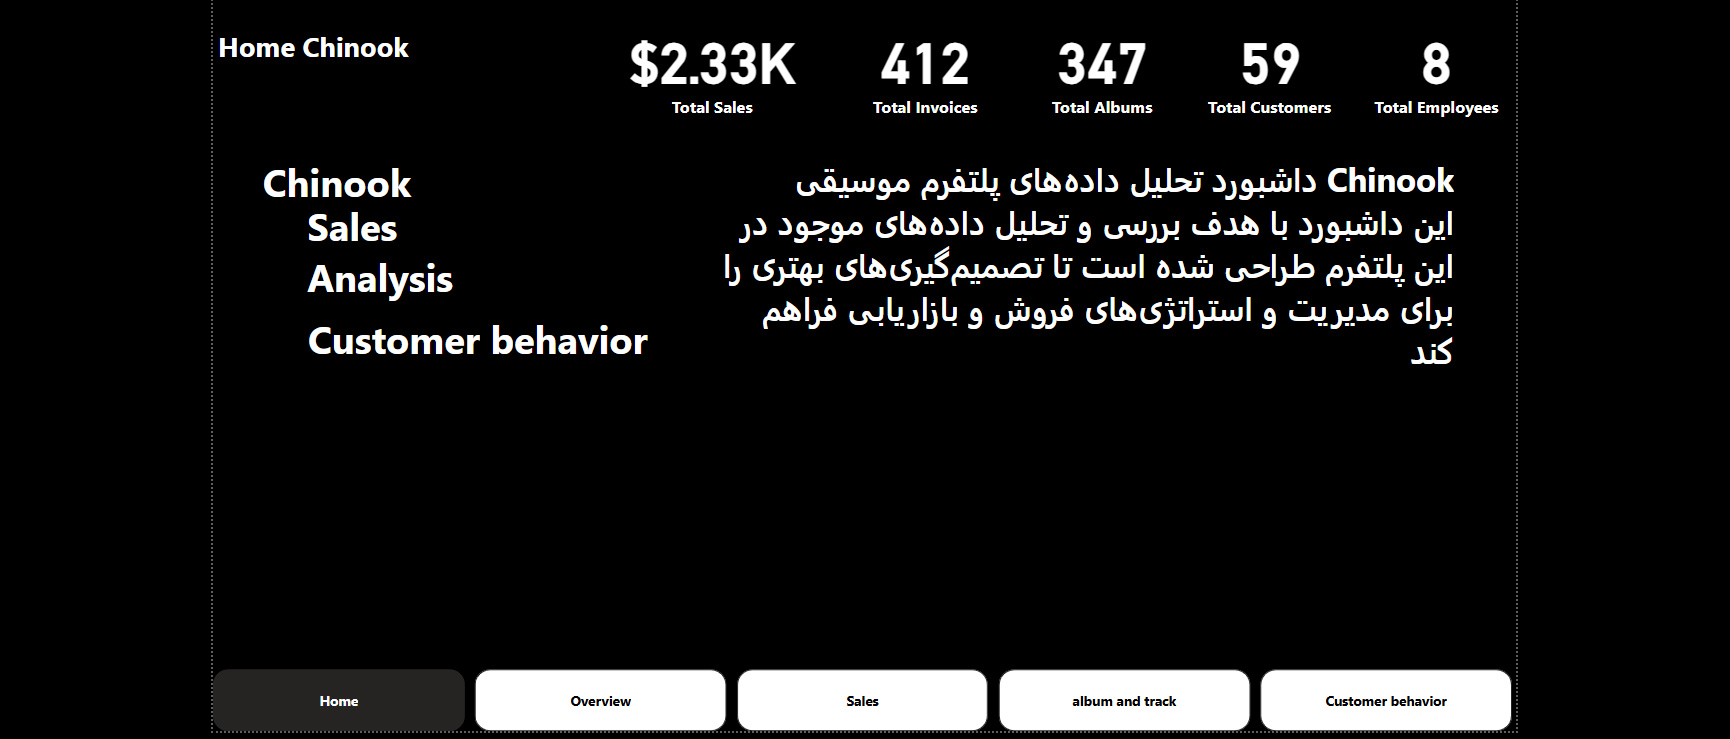 Home Chinook
$2.33K
Total Sales
412
Total Invoices
347
Total Albums
59
Total Customers
8
Total Employees
Chinook
Sales
Analysis
Customer behavior
Chinook داشبورد تحلیل داده‌های پلتفرم موسیقی
این داشبورد با هدف بررسی و تحلیل داده‌های موجود در
این پلتفرم طراحی شده است تا تصمیم‌گیری‌های بهتری را
برای مدیریت و استراتژی‌های فروش و بازاریابی فراهم
کند
Home
Overview
Sales
album and track
Customer behavior